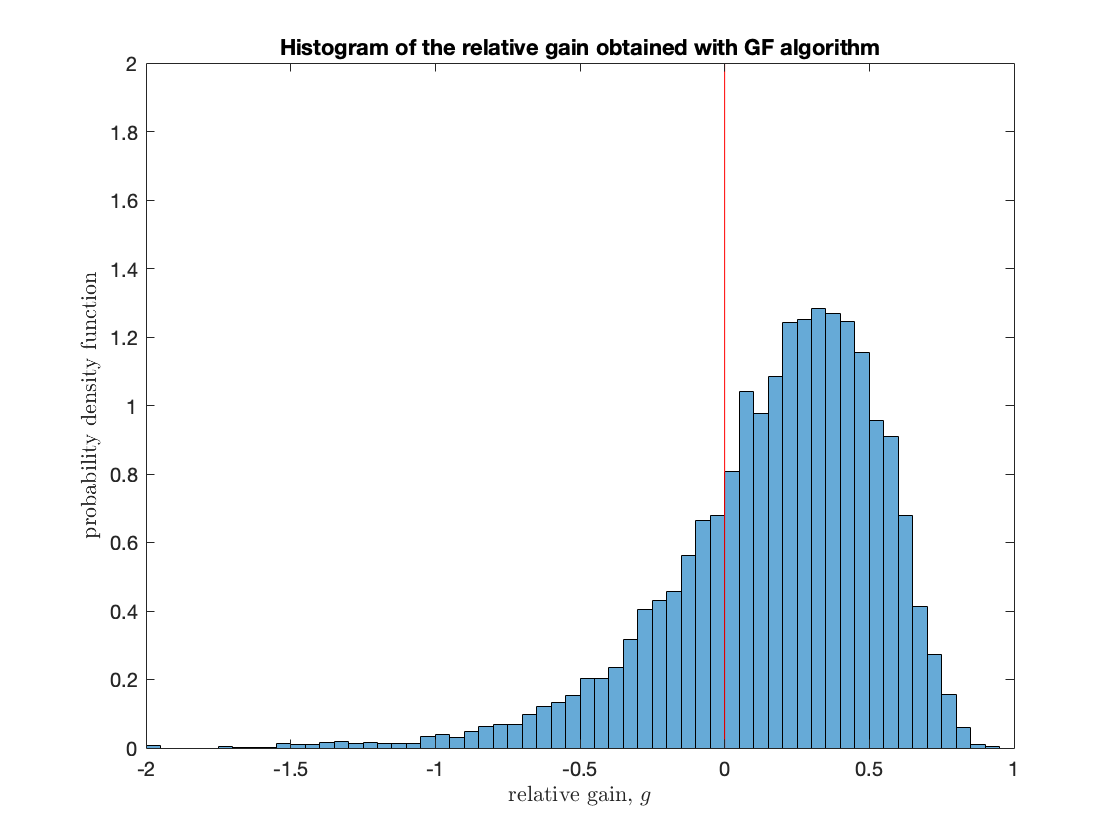 Histogram of the relative gain obtained with GF algorithm
2
1.8
1.6
1.4
1.2
1
0.8
0.6
0.4
0.2
0
probability density function
-2 -1.5 -1 -0.5 0 0.5 1
relative gain, g